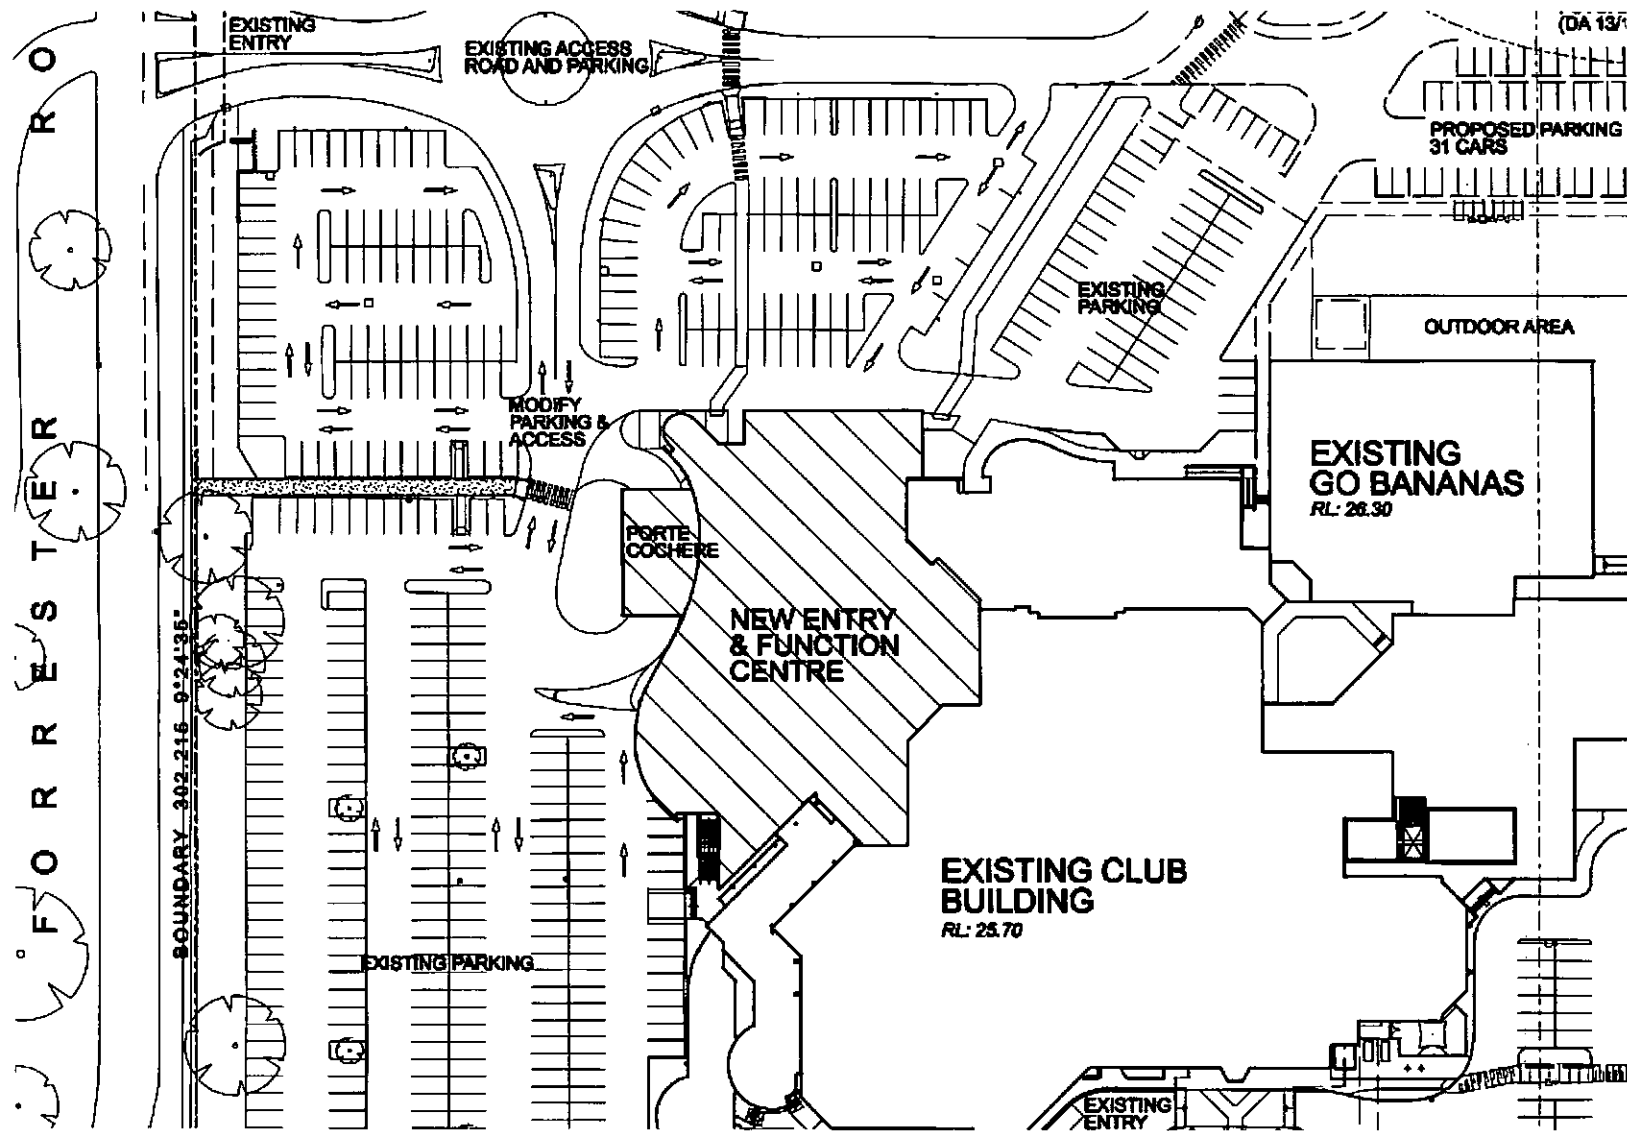 EXISTING
ENTRY
EXISTING ACCESS
ROAD AND PARKING
(DA 13/
PROPOSED PARKING
31 CARS
EXISTING
PARKING
OUTDOOR AREA
MODIFY
PARKING &
ACCESS
EXISTING
GO BANANAS
RL: 26.30
PORTE
COCHERE
NEW ENTRY
& FUNCTION
CENTRE
FORRESTER RO
BOUNDARY 302.215 9°24'35"
EXISTING CLUB
BUILDING
RL: 25.70
EXISTING PARKING
EXISTING
ENTRY